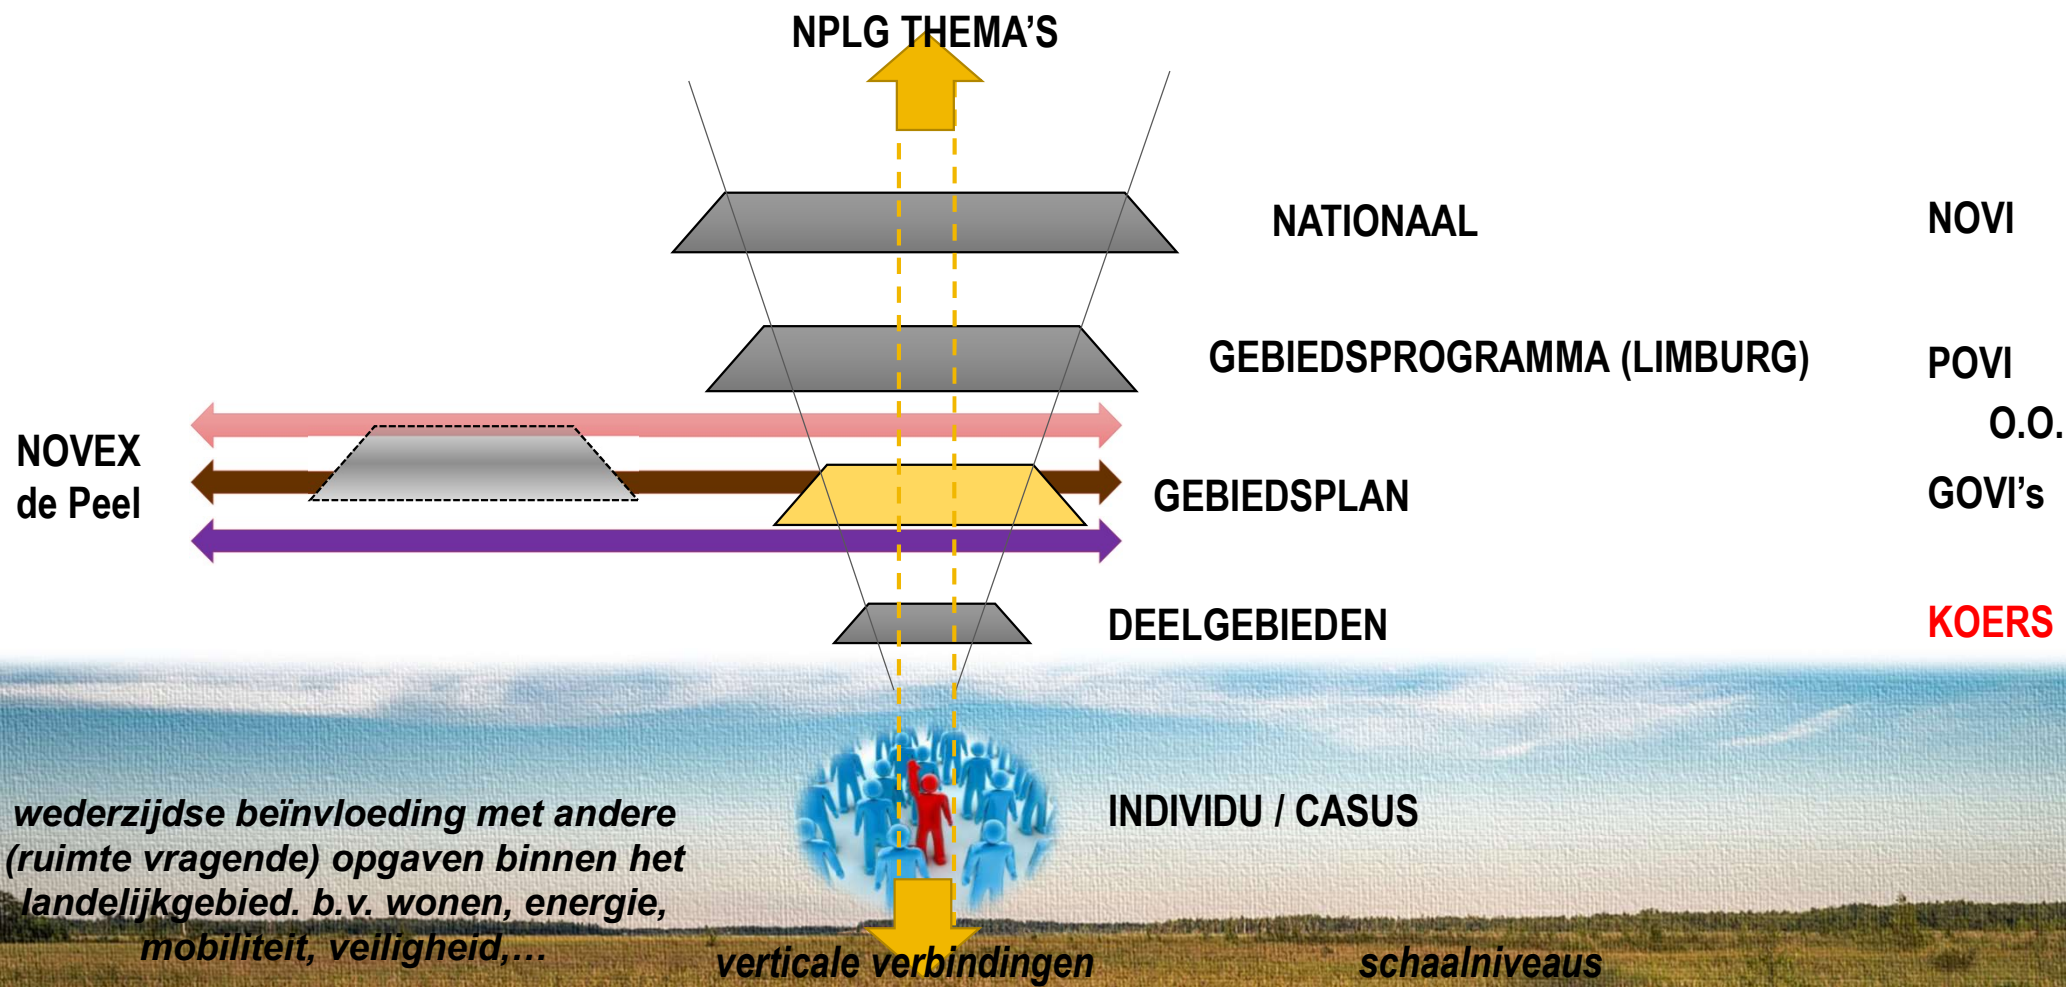 NPLG THEMA’S
NATIONAAL
NOVI
GEBIEDSPROGRAMMA (LIMBURG)
POVI
O.O.
NOVEX
de Peel
GEBIEDSPLAN
GOVI’s
DEELGEBIEDEN
KOERS
INDIVIDU / CASUS
wederzijdse beïnvloeding met andere
(ruimte vragende) opgaven binnen het
landelijkgebied. b.v. wonen, energie,
mobiliteit, veiligheid,…
verticale verbindingen
schaalniveaus